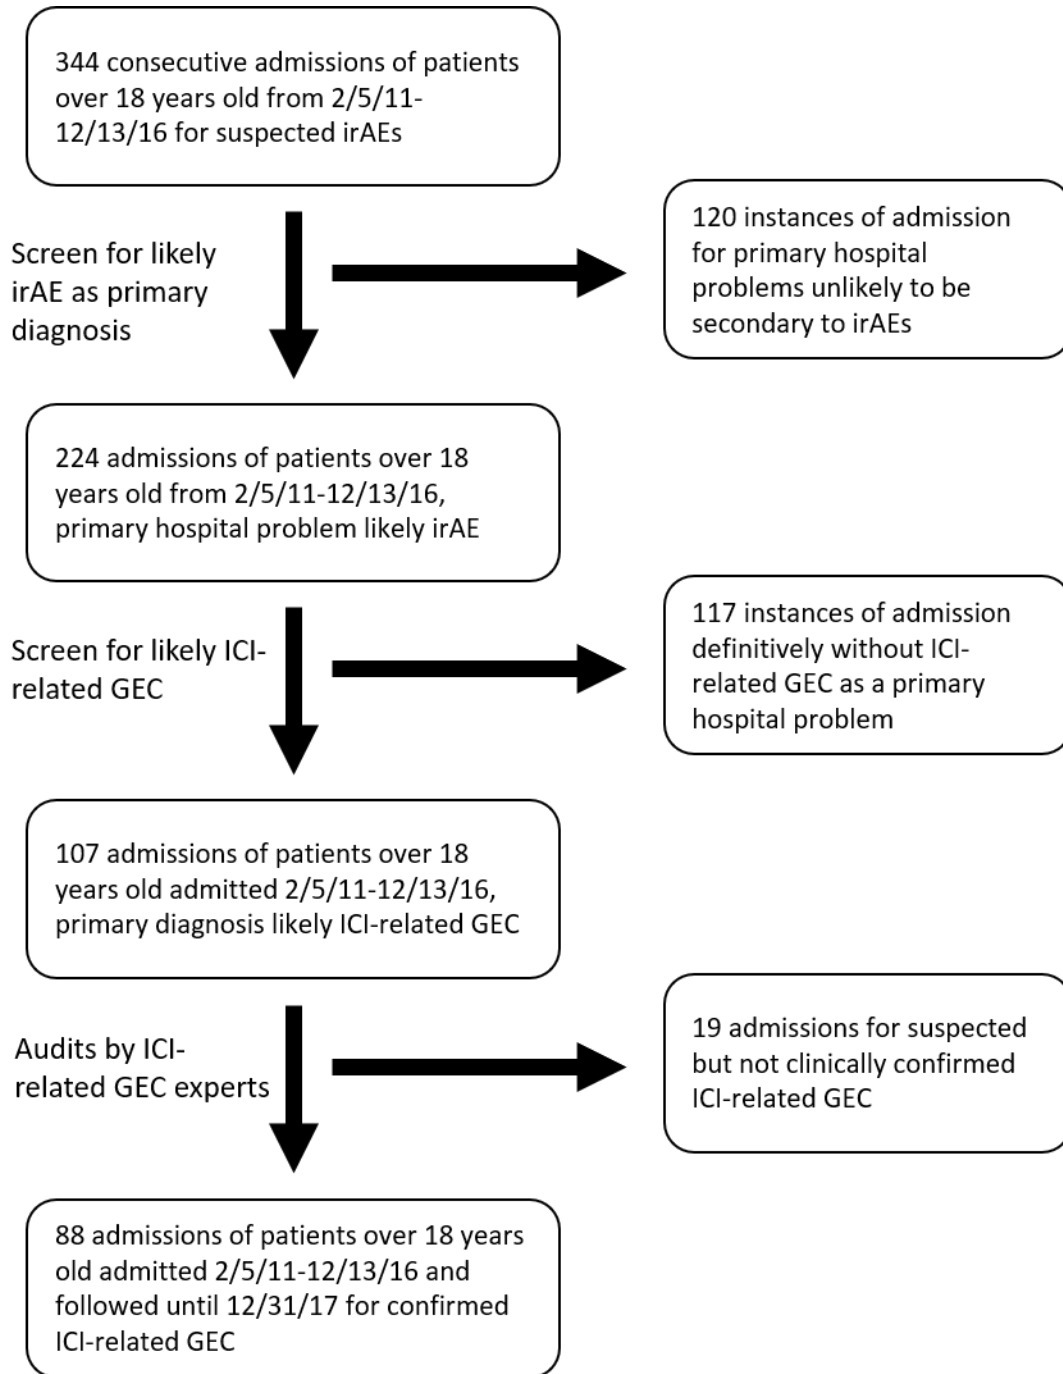 344 consecutive admissions of patients
over 18 years old from 2/5/11-
12/13/16 for suspected irAEs
Screen for likely
irAE as primary
diagnosis
120 instances of admission
for primary hospital
problems unlikely to be
secondary to irAEs
224 admissions of patients over 18
years old from 2/5/11-12/13/16,
primary hospital problem likely irAE
Screen for likely ICI-
related GEC
117 instances of admission
definitively without ICI-
related GEC as a primary
hospital problem
107 admissions of patients over 18
years old admitted 2/5/11-12/13/16,
primary diagnosis likely ICI-related GEC
Audits by ICI-
related GEC experts
19 admissions for suspected
but not clinically confirmed
ICI-related GEC
88 admissions of patients over 18 years
old admitted 2/5/11-12/13/16 and
followed until 12/31/17 for confirmed
ICI-related GEC